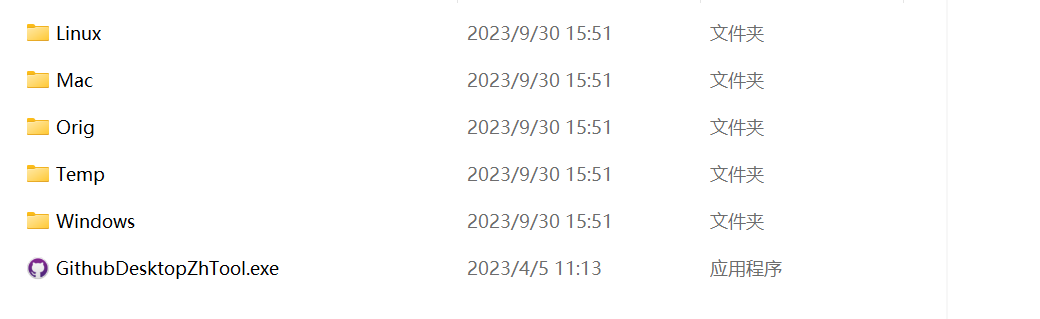 Linux 2023/9/30 15:51 文件夹
Mac 2023/9/30 15:51 文件夹
Orig 2023/9/30 15:51 文件夹
Temp 2023/9/30 15:51 文件夹
Windows 2023/9/30 15:51 文件夹
GithubDesktopZhTool.exe 2023/4/5 11:13 应用程序